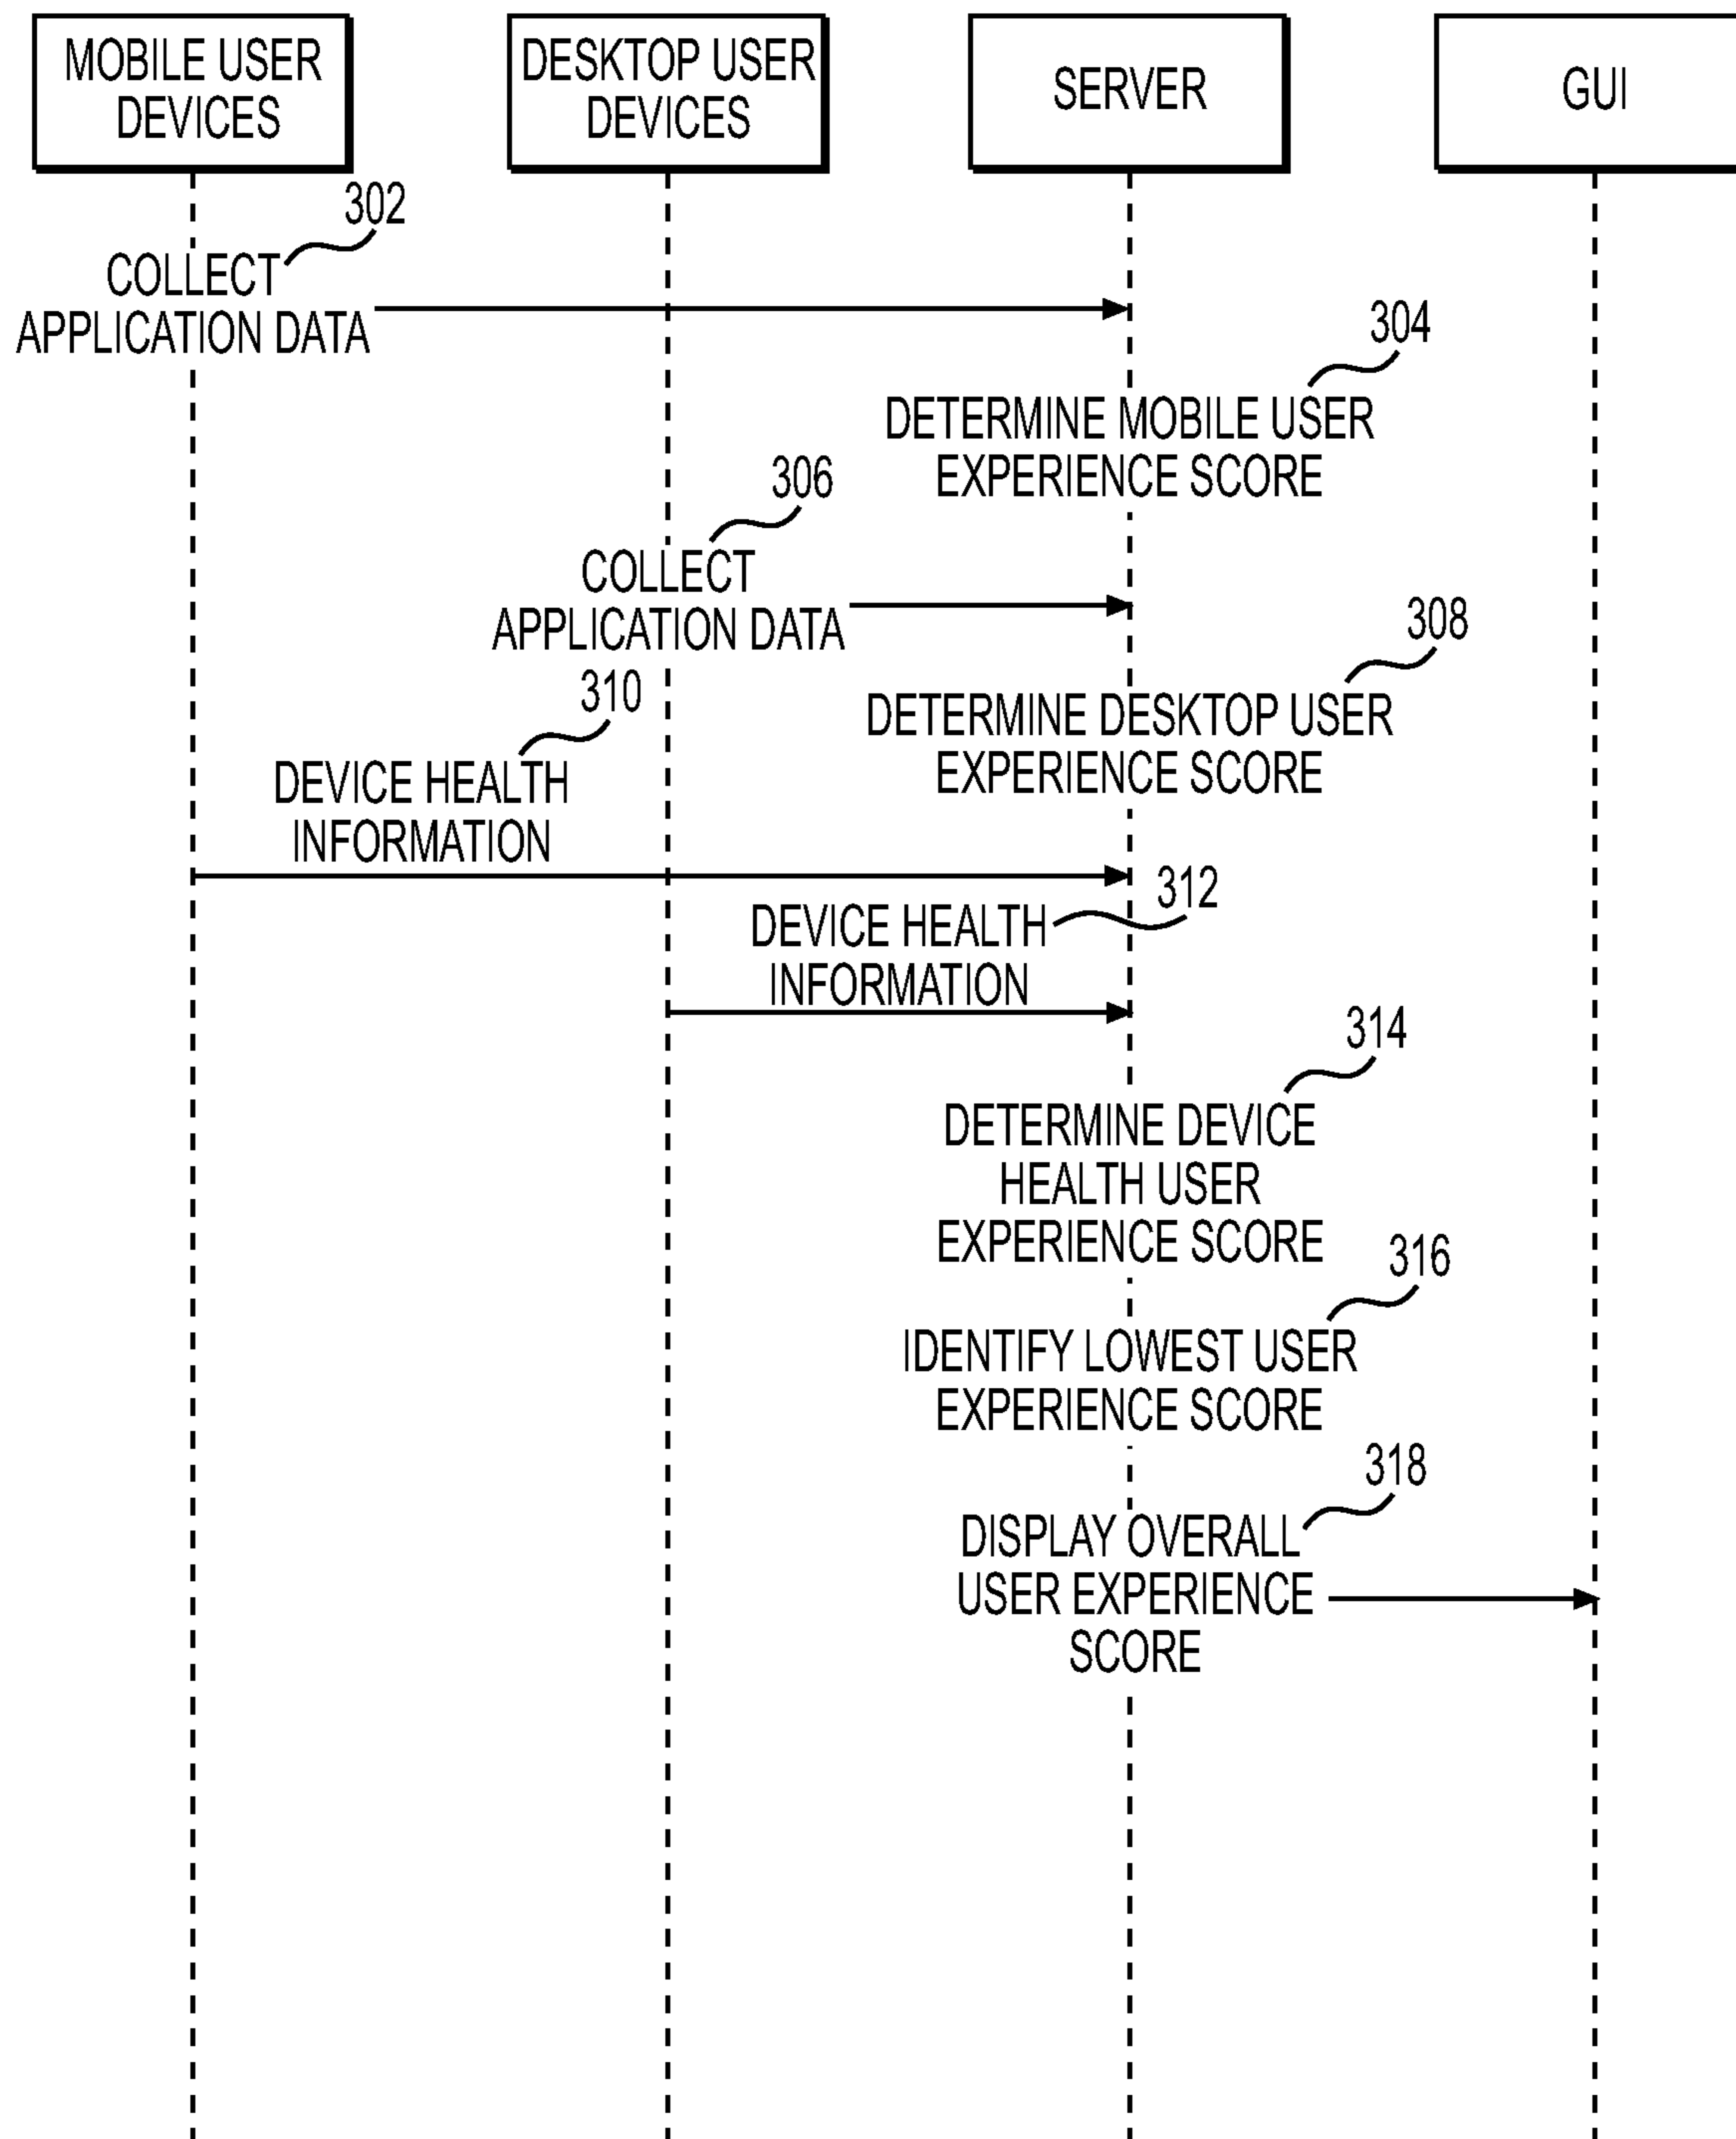 MOBILE USER
DEVICES
DESKTOP USER
DEVICES
SERVER
GUI
302
COLLECT
APPLICATION DATA
304
DETERMINE MOBILE USER
EXPERIENCE SCORE
306
COLLECT
APPLICATION DATA
308
DETERMINE DESKTOP USER
EXPERIENCE SCORE
310
DEVICE HEALTH
INFORMATION
312
DEVICE HEALTH
INFORMATION
314
DETERMINE DEVICE
HEALTH USER
EXPERIENCE SCORE
316
IDENTIFY LOWEST USER
EXPERIENCE SCORE
318
DISPLAY OVERALL
USER EXPERIENCE
SCORE